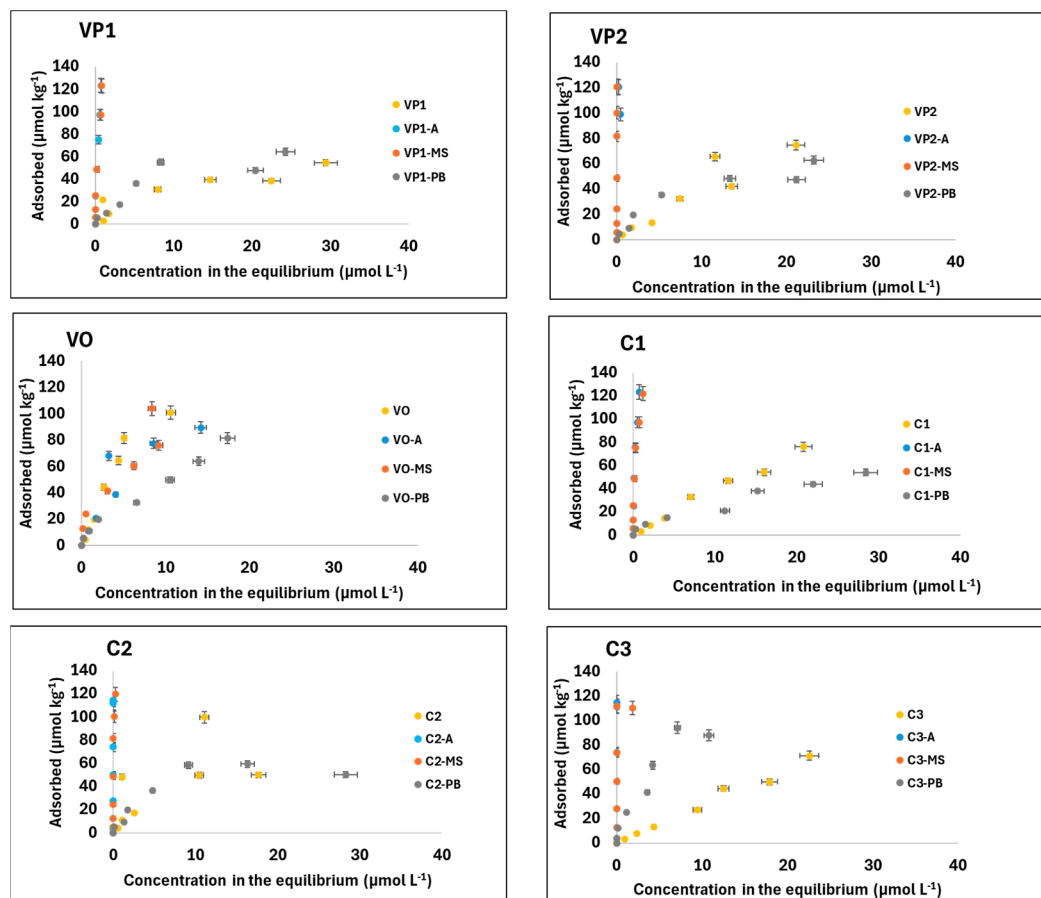 VP1
140
120
100
80
60
40
20
0
0 10 20 30 40
Adsorbed (µmol kg⁻¹)
Concentration in the equilibrium (µmol L⁻¹)
VP1
VP1-A
VP1-MS
VP1-PB
VP2
140
120
100
80
60
40
20
0
0 10 20 30 40
Adsorbed (µmol kg⁻¹)
Concentration in the equilibrium (µmol L⁻¹)
VP2
VP2-A
VP2-MS
VP2-PB
VO
140
120
100
80
60
40
20
0
0 10 20 30 40
Adsorbed (µmol kg⁻¹)
Concentration in the equilibrium (µmol L⁻¹)
VO
VO-A
VO-MS
VO-PB
C1
140
120
100
80
60
40
20
0
0 10 20 30 40
Adsorbed (µmol kg⁻¹)
Concentration in the equilibrium (µmol L⁻¹)
C1
C1-A
C1-MS
C1-PB
C2
140
120
100
80
60
40
20
0
0 10 20 30 40
Adsorbed (µmol kg⁻¹)
Concentration in the equilibrium (µmol L⁻¹)
C2
C2-A
C2-MS
C2-PB
C3
140
120
100
80
60
40
20
0
0 10 20 30 40
Adsorbed (µmol kg⁻¹)
Concentration in the equilibrium (µmol L⁻¹)
C3
C3-A
C3-MS
C3-PB